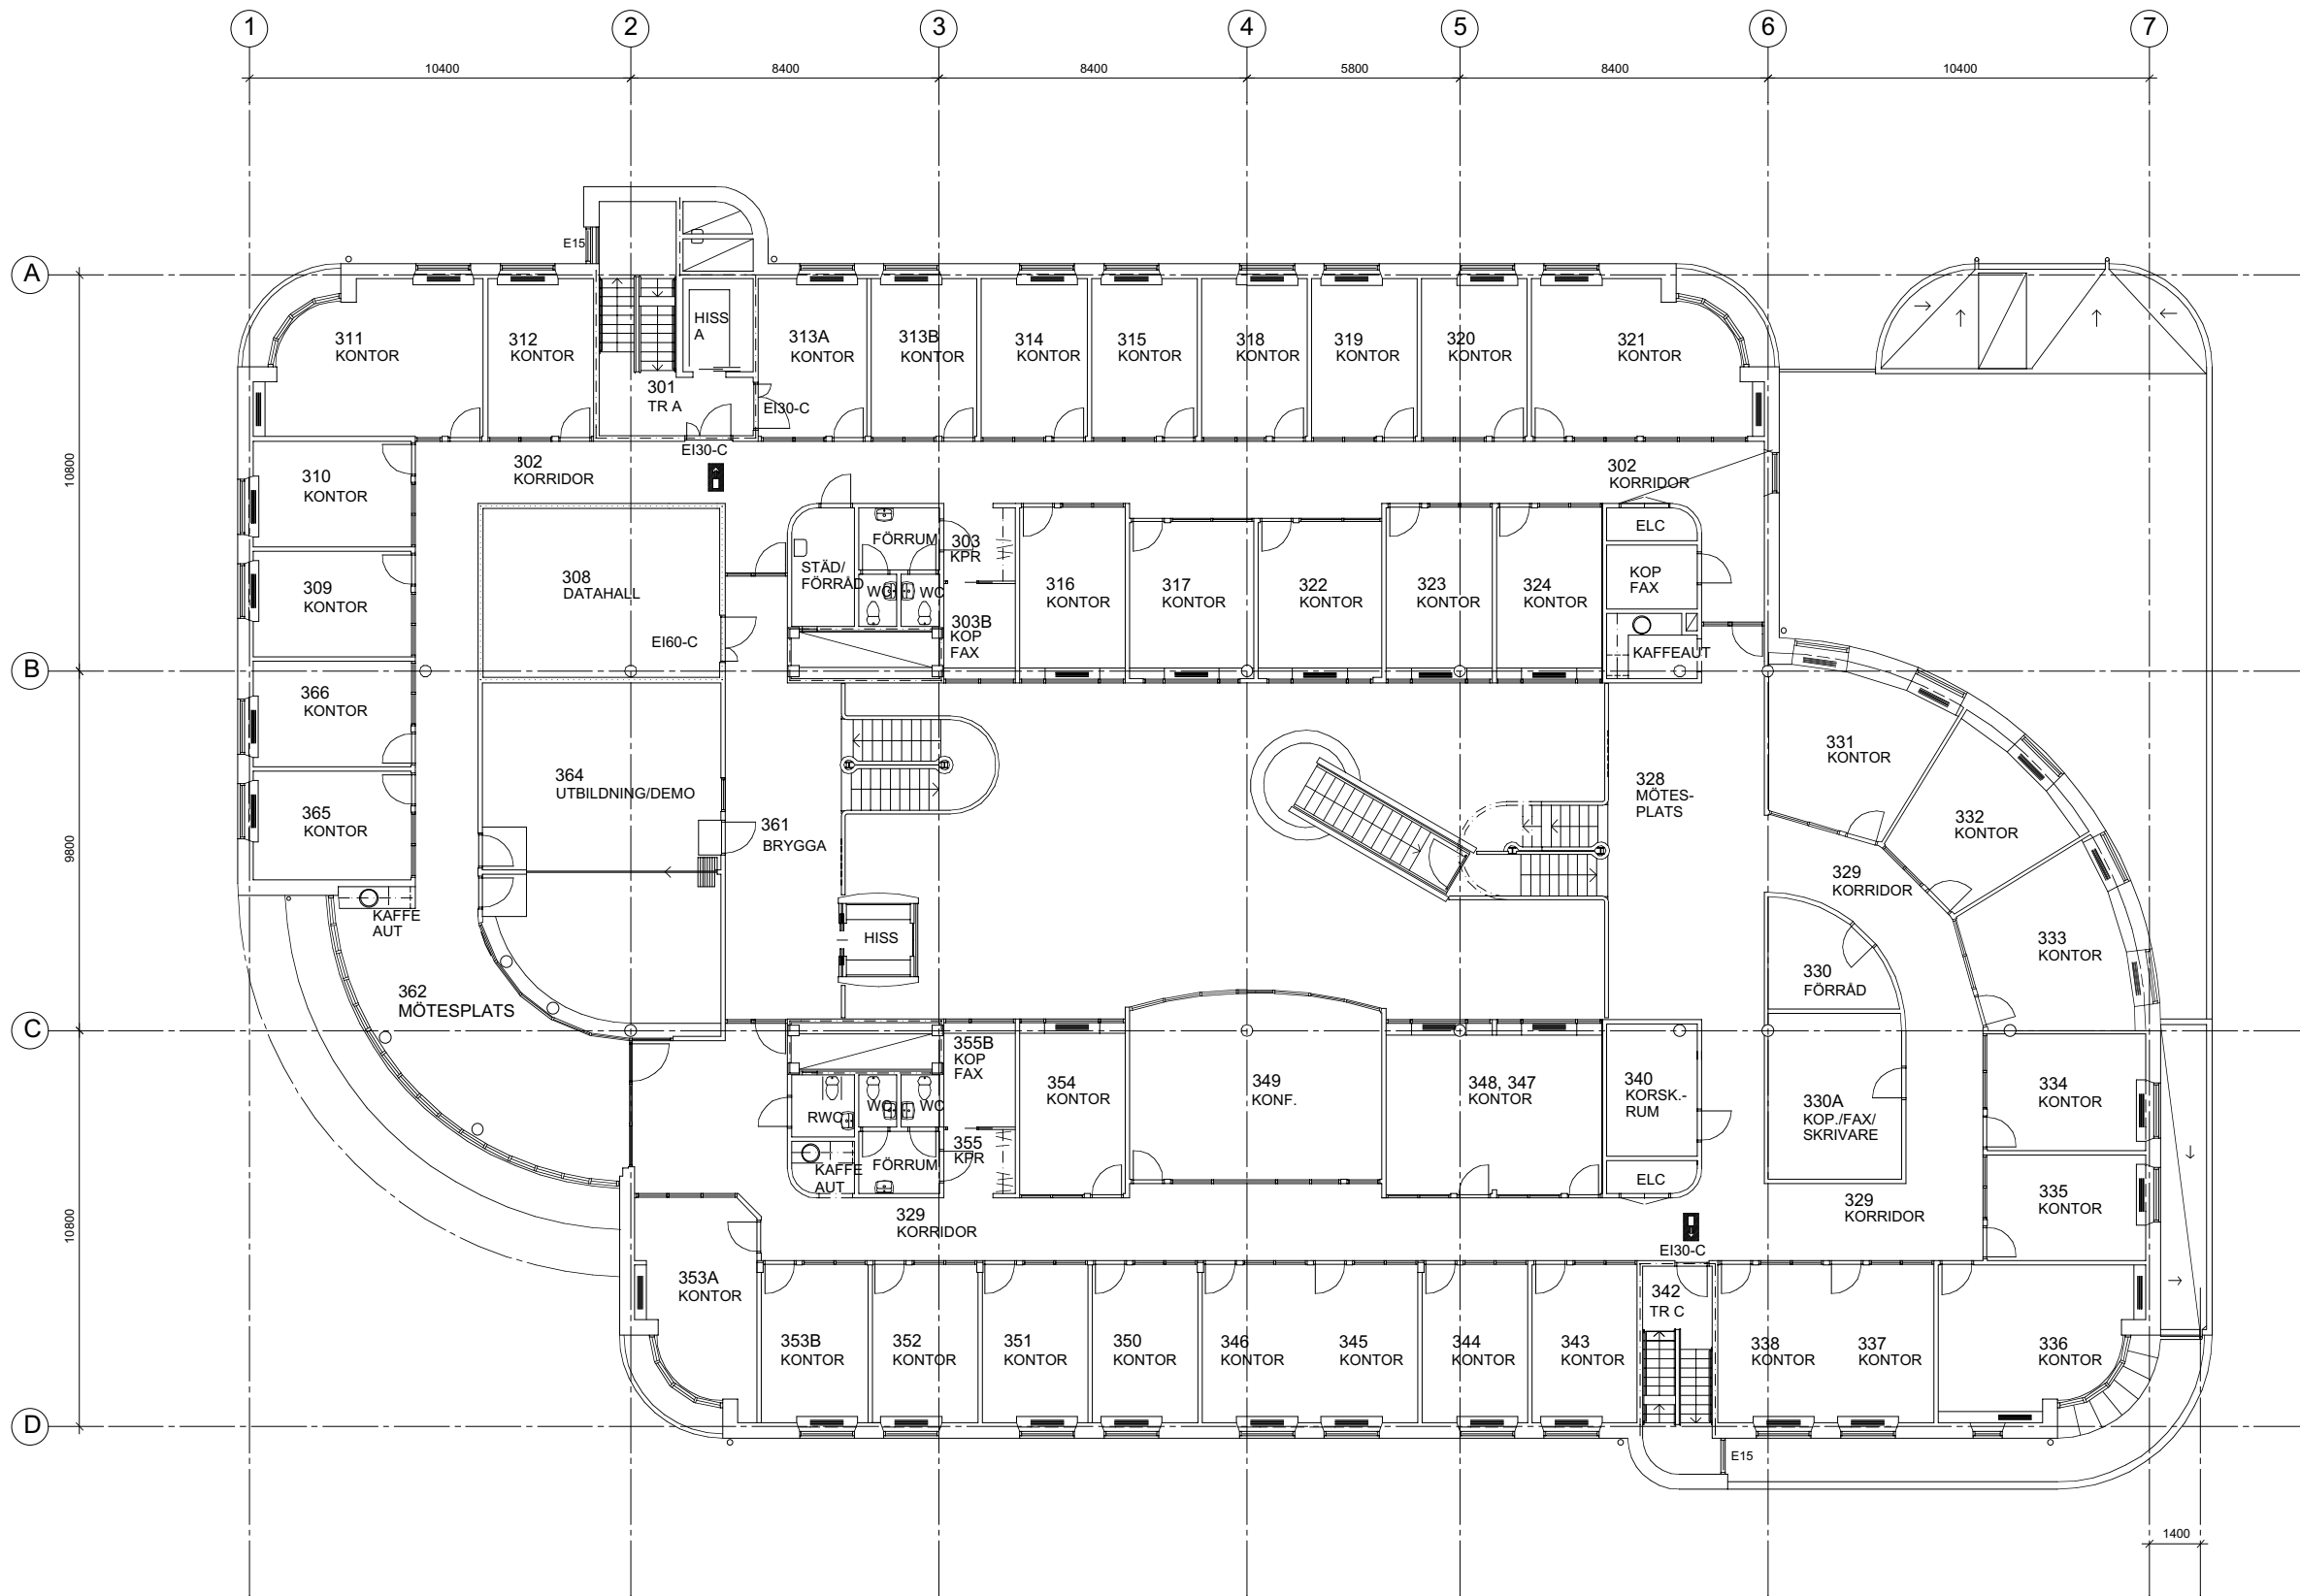 1
2
3
4
5
6
7
10400
8400
8400
5800
8400
10400
A
B
C
D
10800
9800
10800
E15
311
KONTOR
312
KONTOR
HISS
A
301
TR A
EI30-C
EI30-C
313A
KONTOR
313B
KONTOR
314
KONTOR
315
KONTOR
318
KONTOR
319
KONTOR
320
KONTOR
321
KONTOR
310
KONTOR
302
KORRIDOR
302
KORRIDOR
309
KONTOR
308
DATAHALL
EI60-C
STÄD/
FÖRRÅD
FÖRRUM
WC
WC
303
KPR
303B
KOP
FAX
316
KONTOR
317
KONTOR
322
KONTOR
323
KONTOR
324
KONTOR
ELC
KOP
FAX
KAFFEAUT
366
KONTOR
365
KONTOR
364
UTBILDNING/DEMO
361
BRYGGA
328
MÖTES-
PLATS
331
KONTOR
332
KONTOR
329
KORRIDOR
333
KONTOR
330
FÖRRÅD
KAFFE
AUT
HISS
362
MÖTESPLATS
355B
KOP
FAX
RWC
WC
WC
KAFFE
AUT
FÖRRUM
355
KPR
354
KONTOR
349
KONF.
348, 347
KONTOR
340
KORSK.-
RUM
ELC
330A
KOP./FAX/
SKRIVARE
334
KONTOR
335
KONTOR
329
KORRIDOR
329
KORRIDOR
EI30-C
353A
KONTOR
353B
KONTOR
352
KONTOR
351
KONTOR
350
KONTOR
346
KONTOR
345
KONTOR
344
KONTOR
343
KONTOR
342
TR C
338
KONTOR
337
KONTOR
336
KONTOR
E15
1400